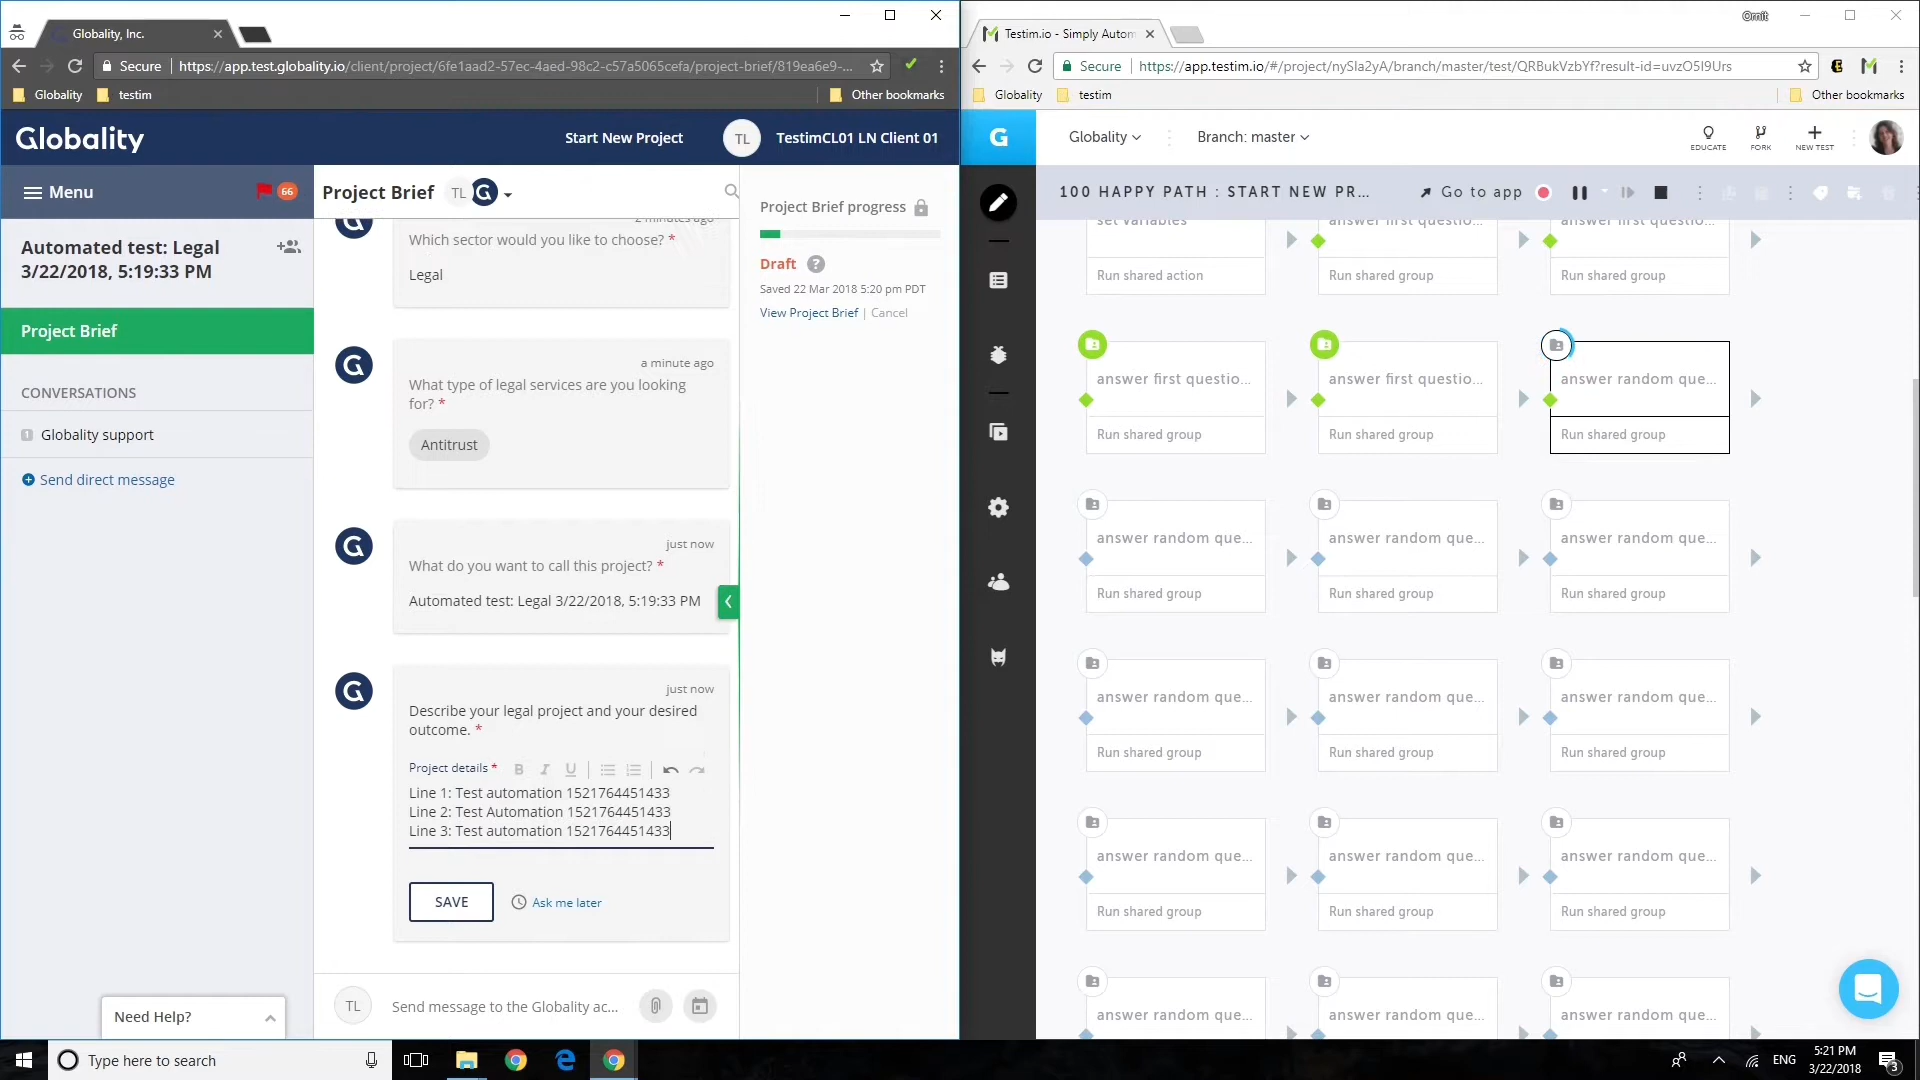 Globality, Inc.
Secure
https://app.test.globality.io/client/project/6fe1aad2-57ec-4aed-98c2-c57a5065cefa/project-brief/819ea6e9-...
Globality
testim
Other bookmarks
Globality
Start New Project
TL
TestimCL01 LN Client 01
Menu
66
Automated test: Legal
3/22/2018, 5:19:33 PM
Project Brief
CONVERSATIONS
1 Globality support
Send direct message
Need Help?
Project Brief
TL
2 minutes ago
Which sector would you like to choose? *
Legal
a minute ago
What type of legal services are you looking
for? *
Antitrust
just now
What do you want to call this project? *
Automated test: Legal 3/22/2018, 5:19:33 PM
just now
Describe your legal project and your desired
outcome. *
Project details *
B I U
Line 1: Test automation 1521764451433
Line 2: Test Automation 1521764451433
Line 3: Test automation 1521764451433
SAVE
Ask me later
TL
Send message to the Globality ac...
Project Brief progress
Draft ?
Saved 22 Mar 2018 5:20 pm PDT
View Project Brief | Cancel
Ornit
Testim.io - Simply Autom
Secure
https://app.testim.io/#/project/nySla2yA/branch/master/test/QRBukVzbYf?result-id=uvzO5I9Urs
Globality
testim
Other bookmarks
G
Globality
Branch: master
EDUCATE
FORK
NEW TEST
100 HAPPY PATH : START NEW PR...
Go to app
set variables
answer first questio...
answer first questio...
Run shared action
Run shared group
Run shared group
answer first questio...
answer first questio...
answer random que...
Run shared group
Run shared group
Run shared group
answer random que...
answer random que...
answer random que...
Run shared group
Run shared group
Run shared group
answer random que...
answer random que...
answer random que...
Run shared group
Run shared group
Run shared group
answer random que...
answer random que...
answer random que...
Run shared group
Run shared group
Run shared group
answer random que...
answer random que...
answer random que...
Type here to search
ENG
5:21 PM
3/22/2018
3